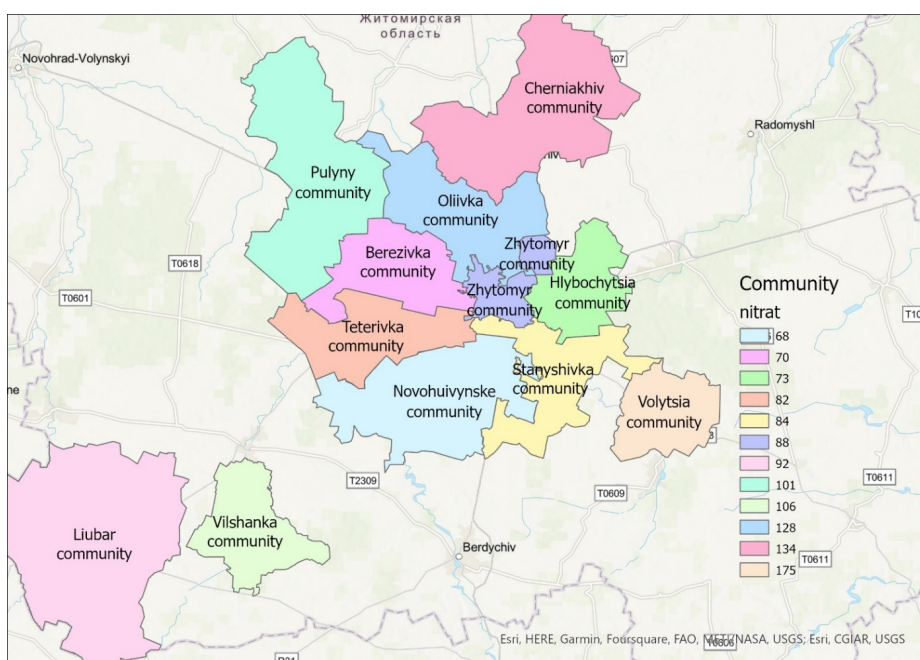 Житомирская
область
Novohrad-Volynskyi
Cherniakhiv
community
Radomyshl
Pulyny
community
Oliivka
community
Zhytomyr
community
Berezivka
community
T0618
Hlybochytsia
community
Zhytomyr
community
T0601
Teterivka
community
Stanyshivka
community
Novohuivynske
community
Volytsia
community
T2309
T0609
T0611
Vilshanka
community
Liubar
community
Berdychiv
T0611
Community
nitrat
68
70
73
82
84
88
92
101
106
128
134
175
Esri, HERE, Garmin, Foursquare, FAO, METI/NASA, USGS; Esri, CGIAR, USGS